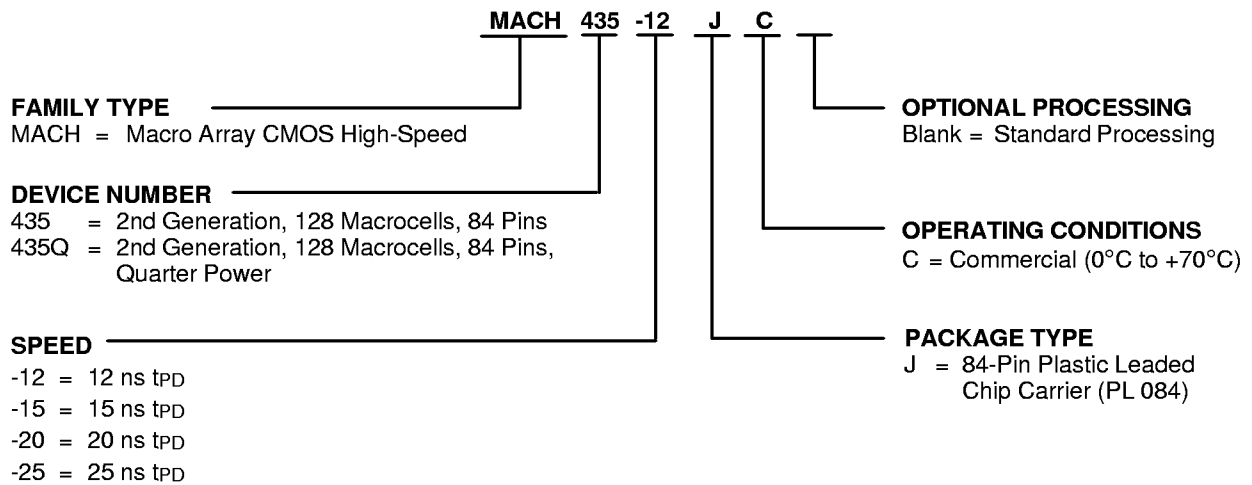 MACH 435 -12 J C
FAMILY TYPE
MACH = Macro Array CMOS High-Speed
DEVICE NUMBER
435 = 2nd Generation, 128 Macrocells, 84 Pins
435Q = 2nd Generation, 128 Macrocells, 84 Pins,
Quarter Power
SPEED
-12 = 12 ns tPD
-15 = 15 ns tPD
-20 = 20 ns tPD
-25 = 25 ns tPD
OPTIONAL PROCESSING
Blank = Standard Processing
OPERATING CONDITIONS
C = Commercial (0°C to +70°C)
PACKAGE TYPE
J = 84-Pin Plastic Leaded
Chip Carrier (PL 084)